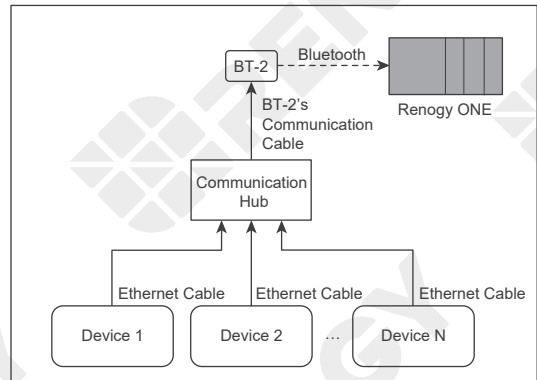 BT-2
Bluetooth
Renogy ONE
BT-2's
Communication
Cable
Communication
Hub
Ethernet Cable
Ethernet Cable
Ethernet Cable
Device 1
Device 2
...
Device N